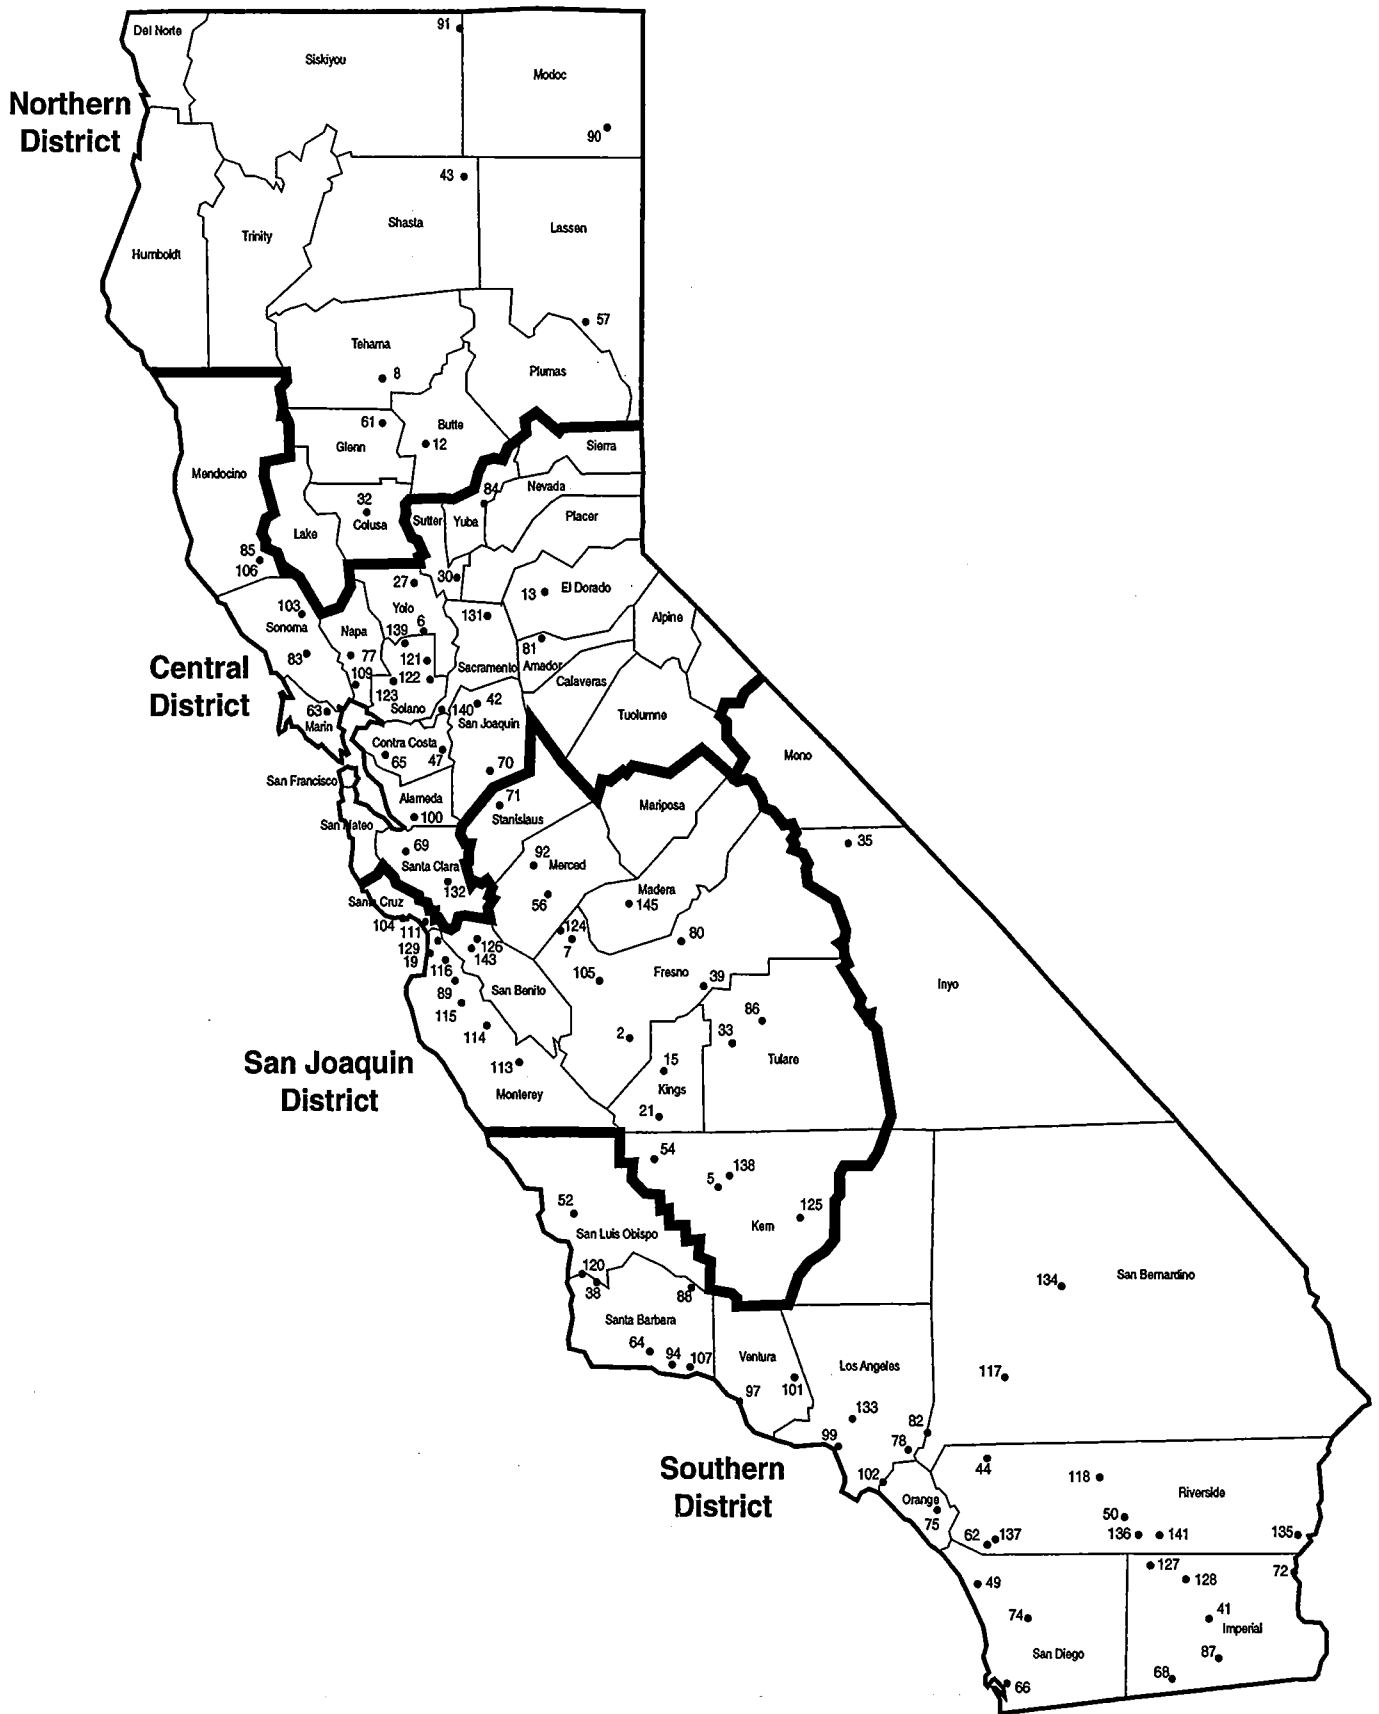 Del Norte
Siskiyou
91
Modoc
Northern
District
90
43
Shasta
Lassen
Trinity
Humboldt
57
Tehama
8
Plumas
61
Butte
12
Glenn
Sierra
Mendocino
84
Nevada
32
Colusa
Sutter
Yuba
Placer
Lake
85
106
27
30
13
El Dorado
103
Sonoma
Yolo
6
131
Alpine
Napa
139
83
77
121
81
Amador
Sacramento
Central
District
109
122
123
Calaveras
Solano
140
42
63
Marin
San Joaquin
Tuolumne
Contra Costa
65
47
70
Mono
San Francisco
Alameda
71
Stanislaus
Mariposa
100
San Mateo
35
69
92
Merced
Santa Clara
132
56
Madera
145
Santa Cruz
104
111
124
7
80
129
126
19
143
116
105
Fresno
39
Inyo
89
San Benito
115
86
114
2
33
Tulare
San Joaquin
District
113
15
Kings
Monterey
21
54
138
5
125
52
Kern
San Luis Obispo
120
38
88
134
San Bernardino
Santa Barbara
64
94
107
Ventura
Los Angeles
97
101
117
133
82
99
78
Southern
District
102
44
118
Riverside
Orange
75
50
62
137
136
141
135
127
72
49
128
74
41
Imperial
San Diego
87
68
66